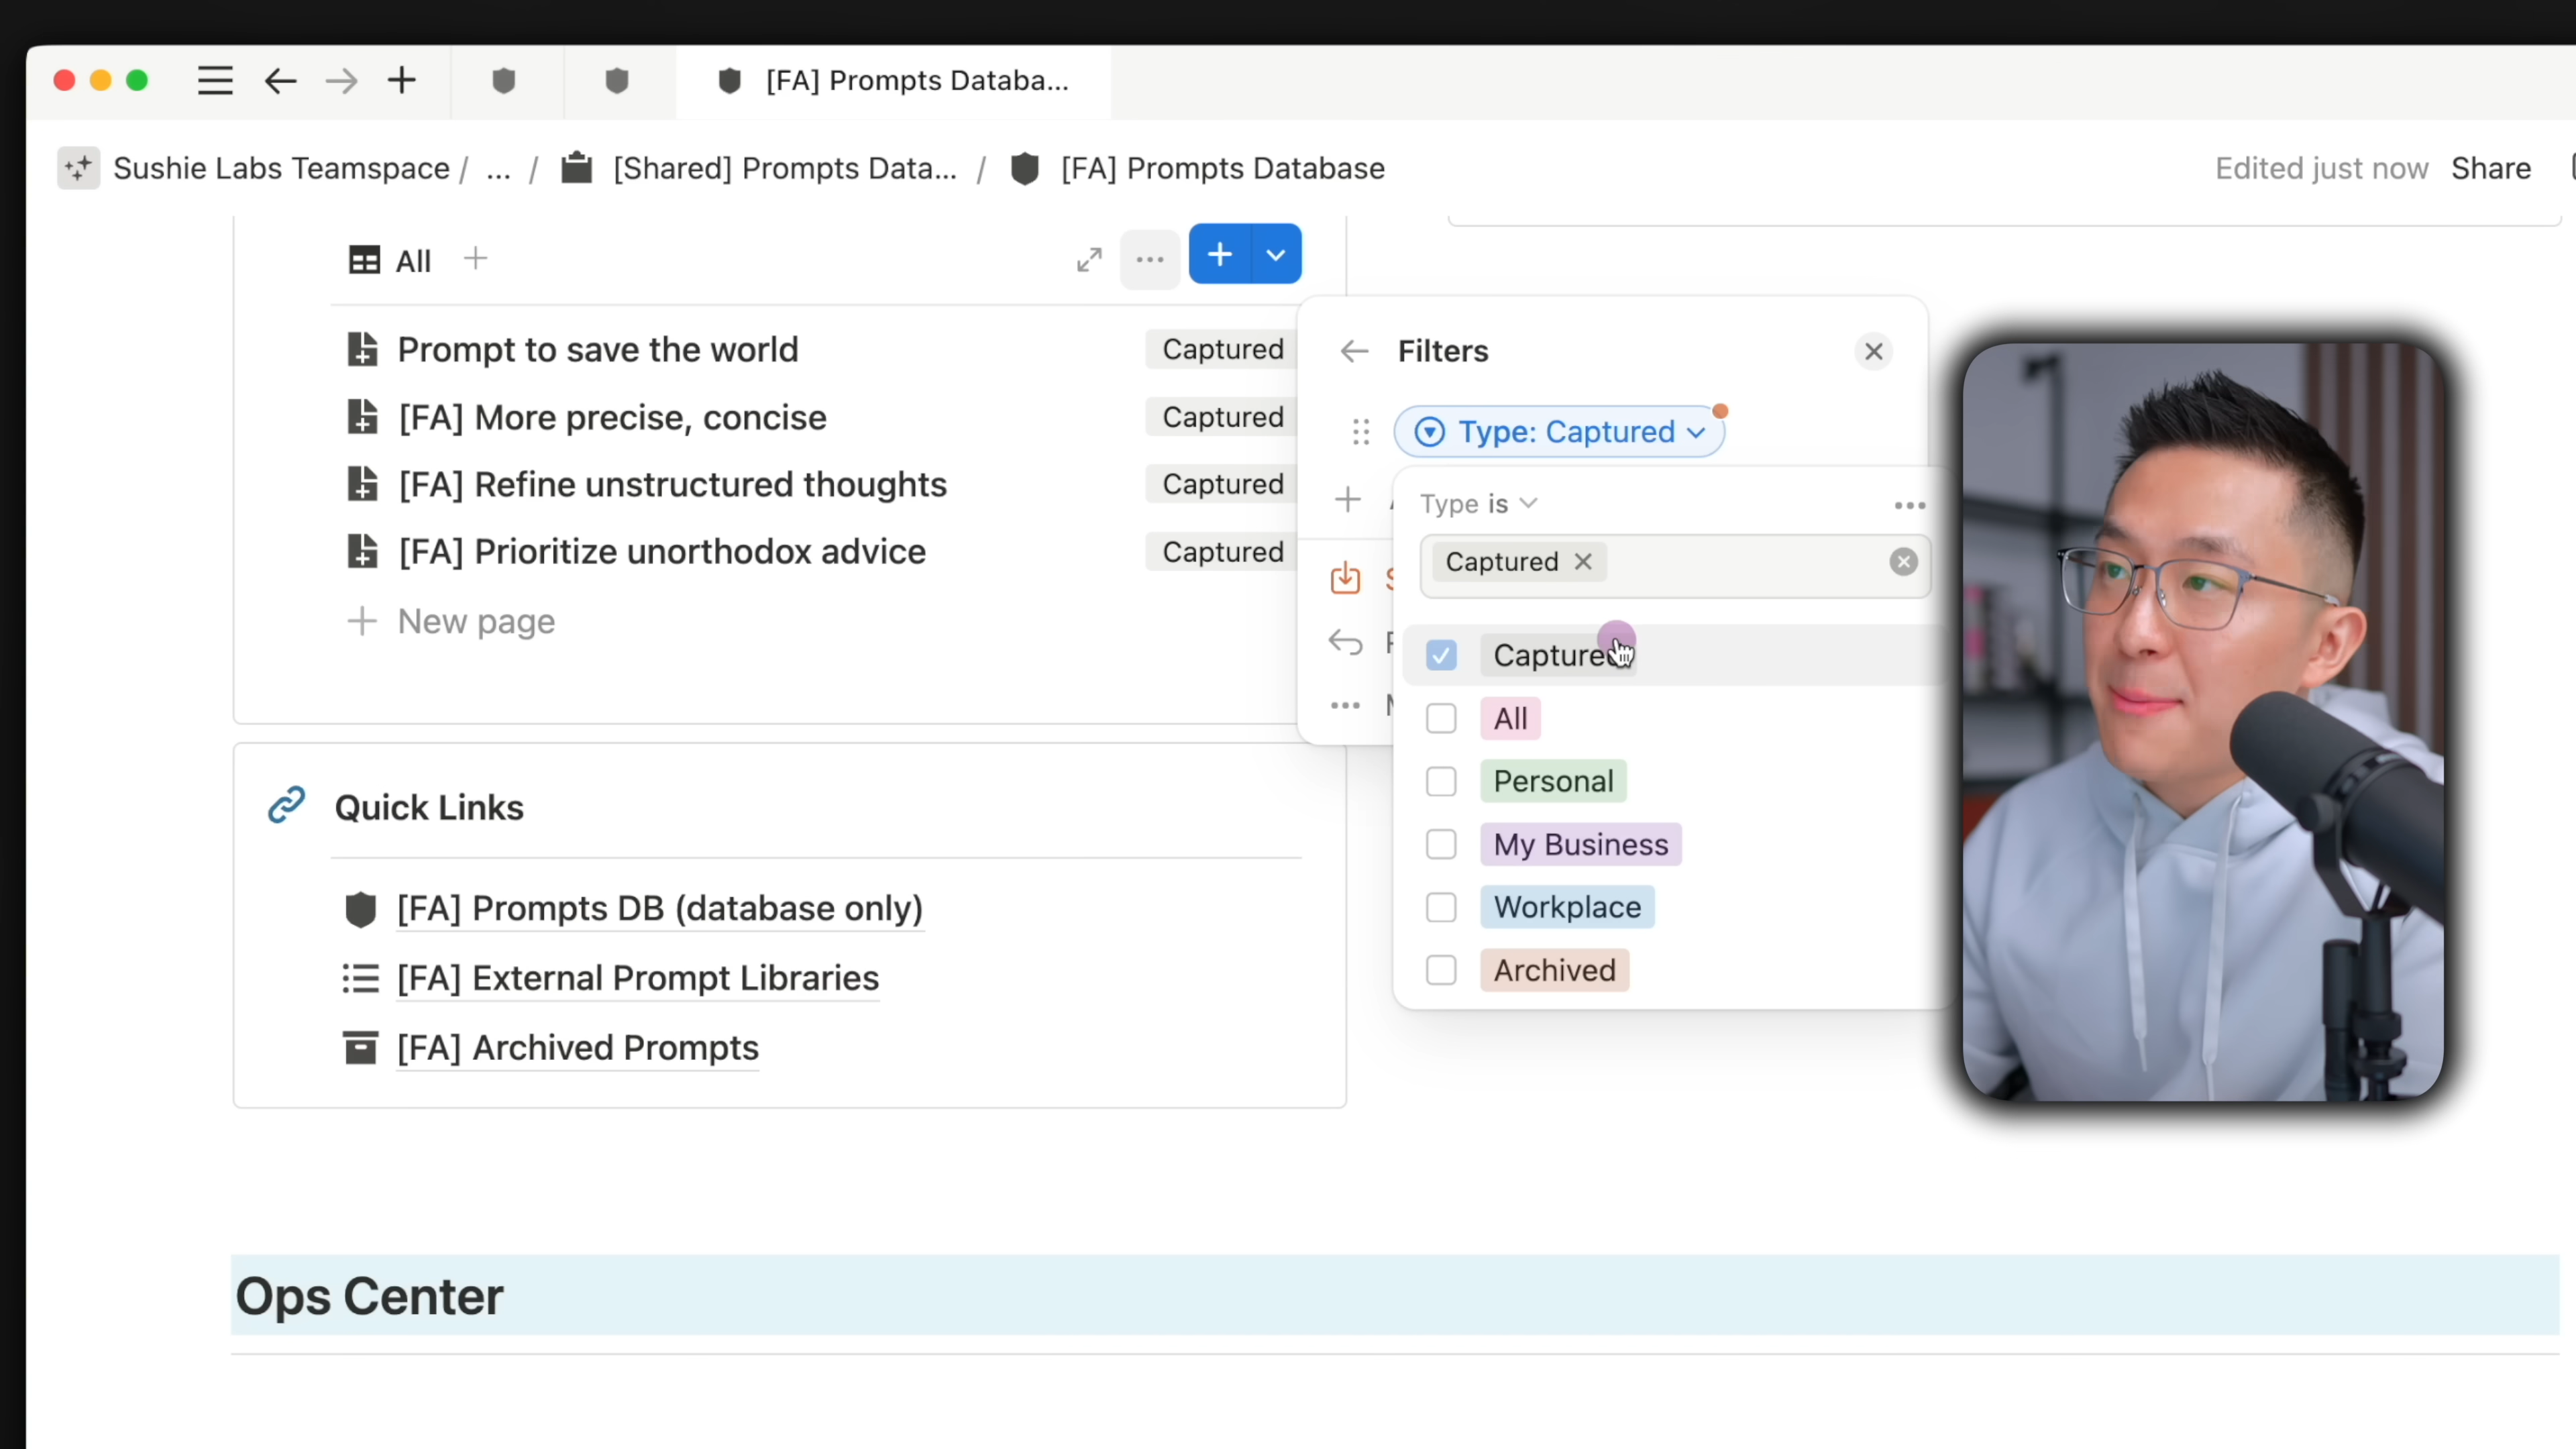 [FA] Prompts Databa...
Sushie Labs Teamspace / ... / [Shared] Prompts Data... / [FA] Prompts Database
Edited just now Share
All
Prompt to save the world Captured
[FA] More precise, concise Captured
[FA] Refine unstructured thoughts Captured
[FA] Prioritize unorthodox advice Captured
New page
Filters
Type: Captured
Type is
Captured
Captured
All
Personal
My Business
Workplace
Archived
Quick Links
[FA] Prompts DB (database only)
[FA] External Prompt Libraries
[FA] Archived Prompts
Ops Center